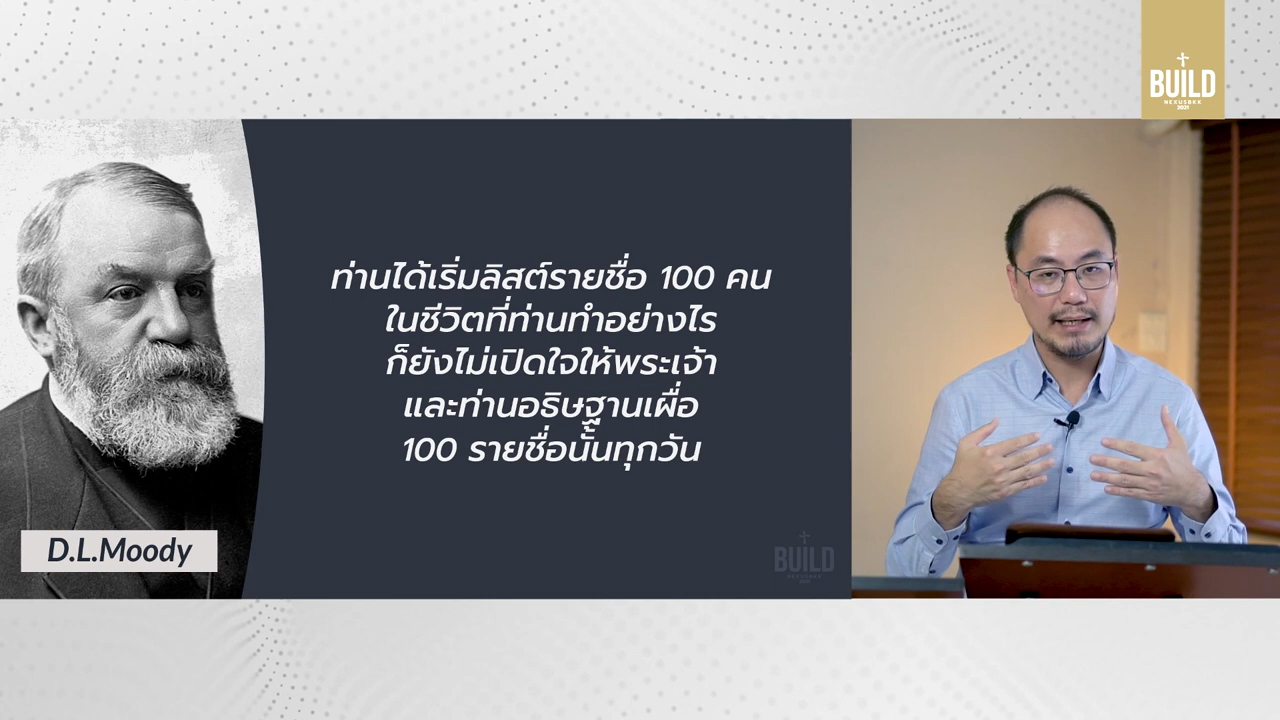 BUILD
NEXUSBKK
2021
ท่านได้เริ่มลิสต์รายชื่อ 100 คน
ในชีวิตที่ท่านทำอย่างไร
ก็ยังไม่เปิดใจให้พระเจ้า
และท่านอธิษฐานเผื่อ
100 รายชื่อนั้นทุกวัน
D.L.Moody
BUILD
NEXUSBKK
2021